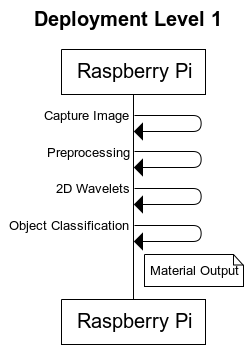 Deployment Level 1
Raspberry Pi
Capture Image
Preprocessing
2D Wavelets
Object Classification
Material Output
Raspberry Pi